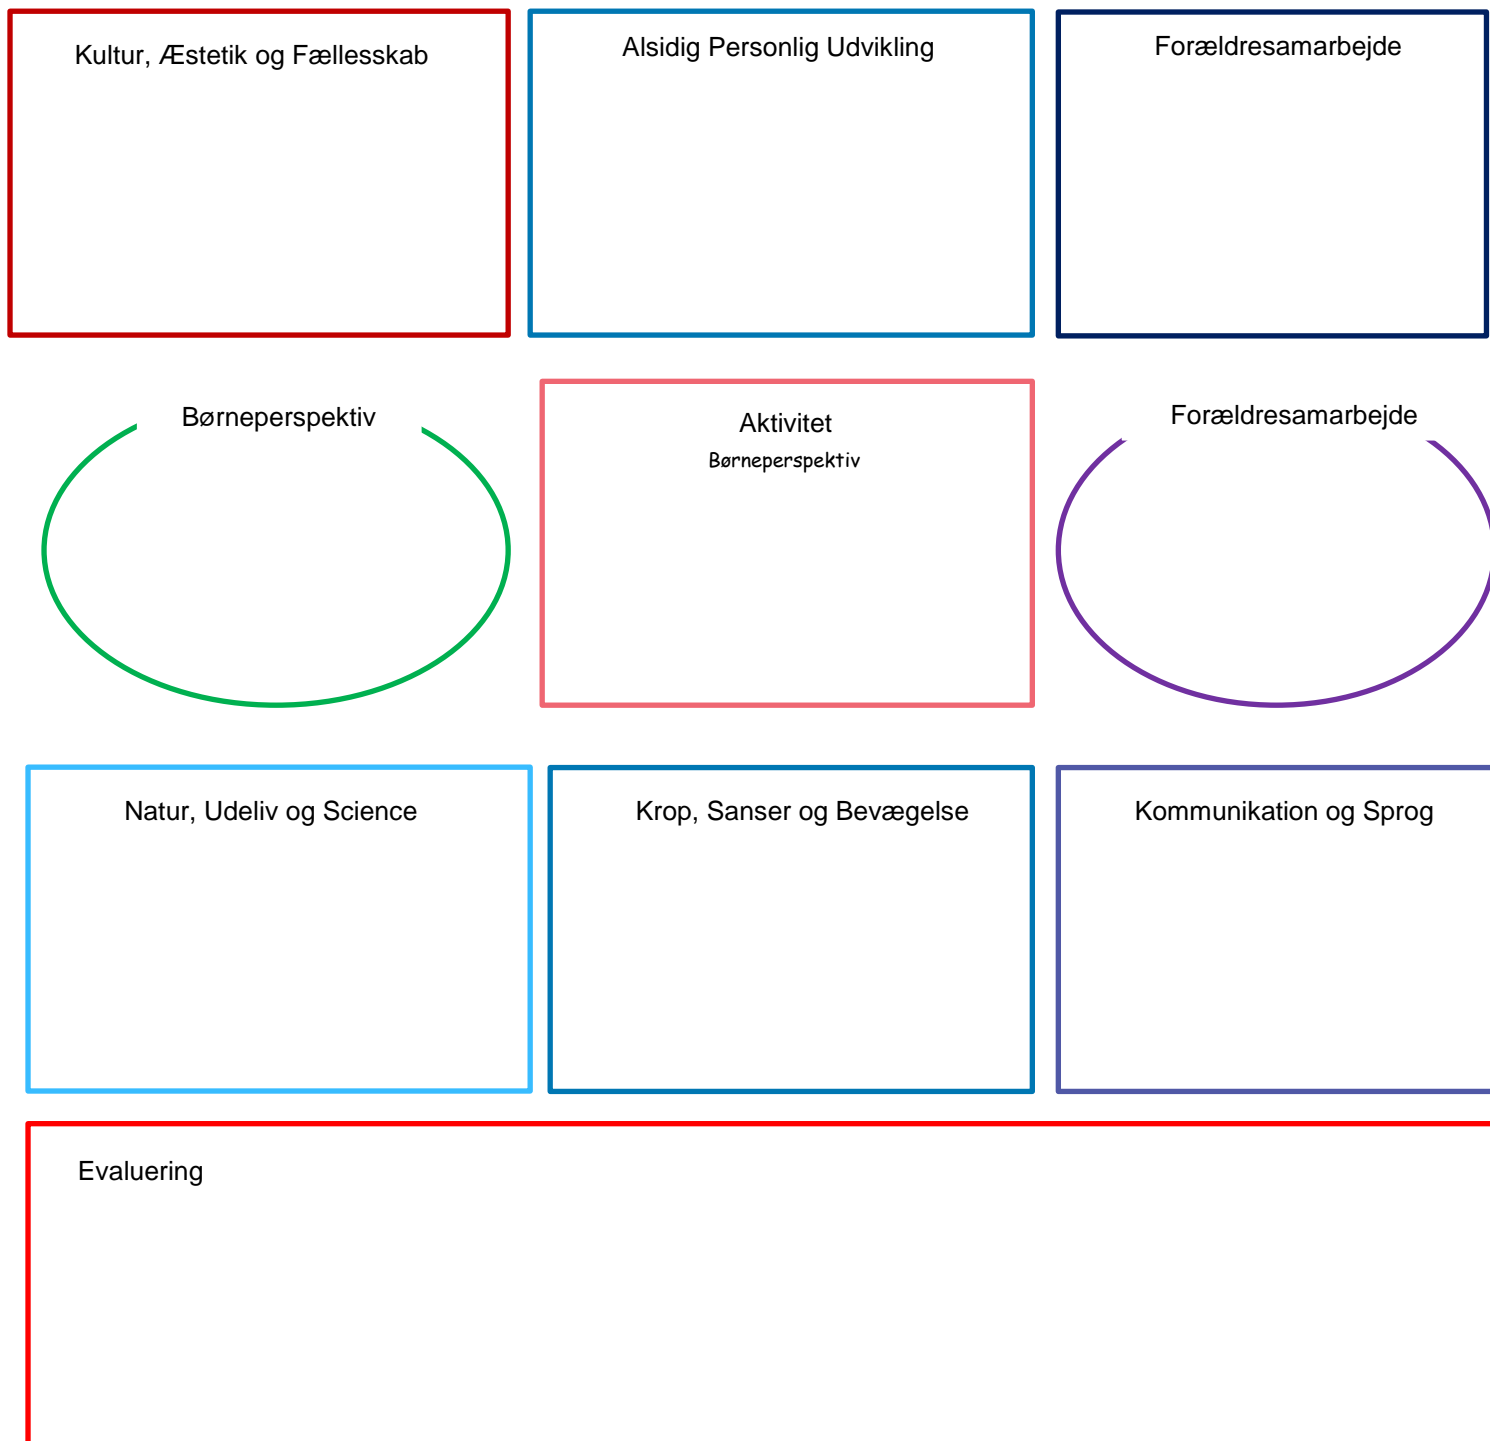 Kultur, Æstetik og Fællesskab
Alsidig Personlig Udvikling
Forældresamarbejde
Børneperspektiv
Aktivitet
Børneperspektiv
Forældresamarbejde
Natur, Udeliv og Science
Krop, Sanser og Bevægelse
Kommunikation og Sprog
Evaluering